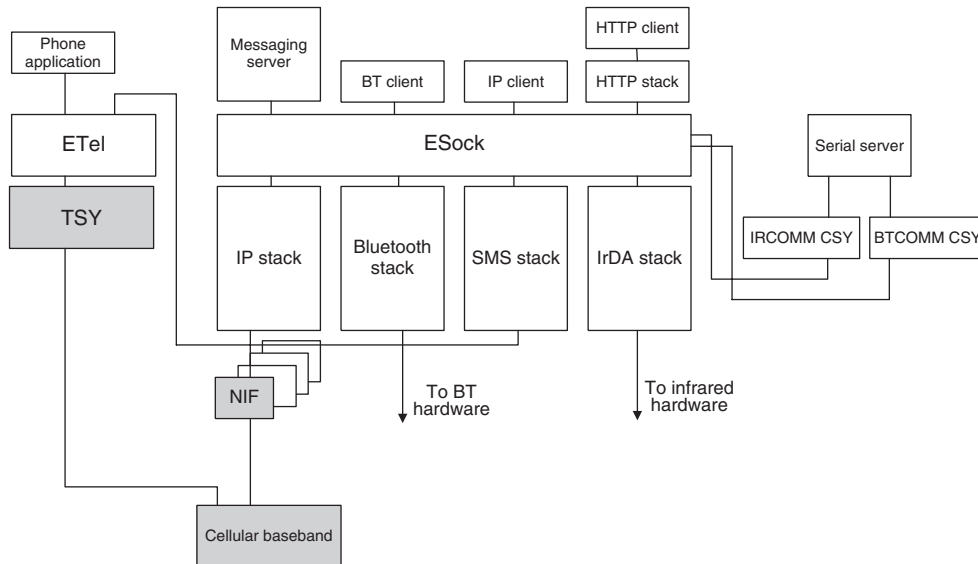 Phone
application
Messaging
server
BT client
IP client
HTTP client
HTTP stack
ETel
ESock
Serial server
TSY
IP stack
Bluetooth
stack
SMS stack
IrDA stack
IRCOMM CSY
BTCOMM CSY
NIF
To BT
hardware
To infrared
hardware
Cellular baseband